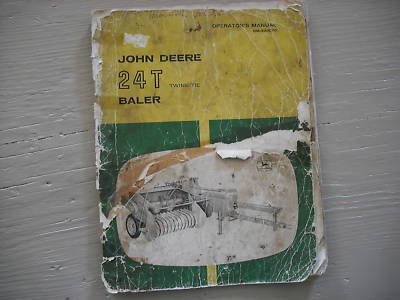 OPERATOR'S MANUAL
JOHN DEERE
24T TWINE-TIE
BALER